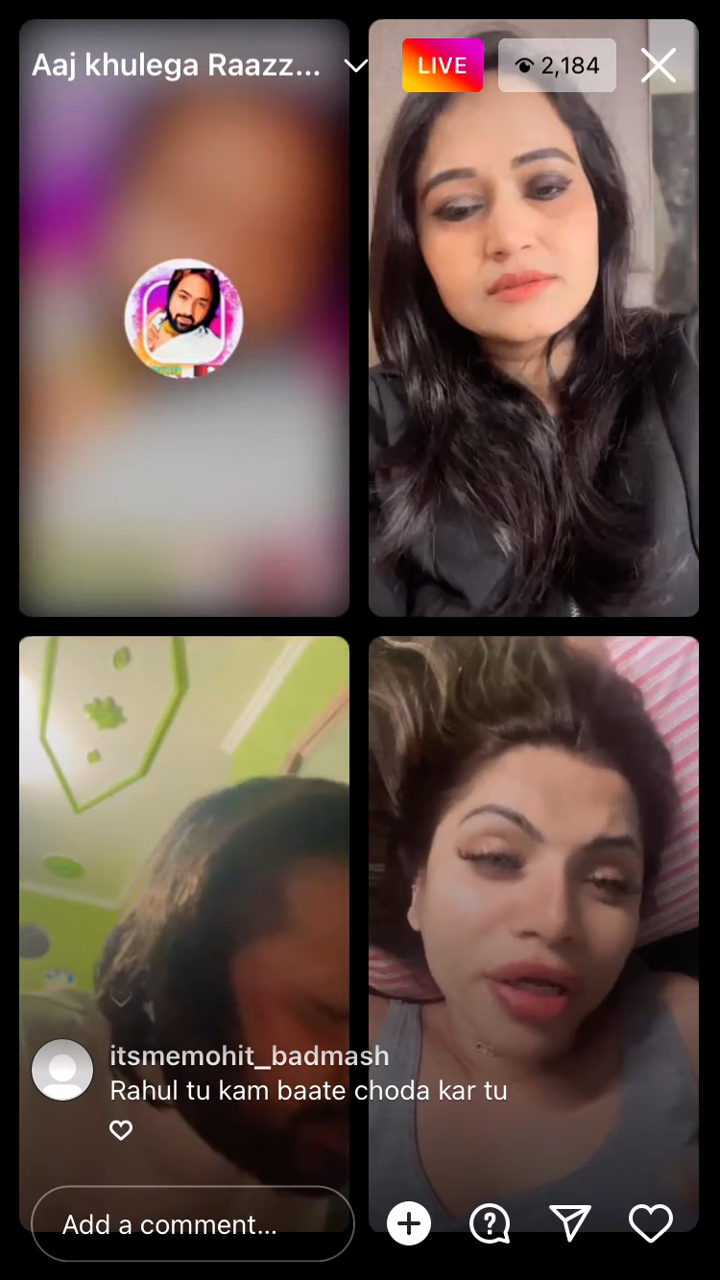 Aaj khulega Raazz...
LIVE
2,184
itsmemohit_badmash
Rahul tu kam baate choda kar tu
Add a comment...